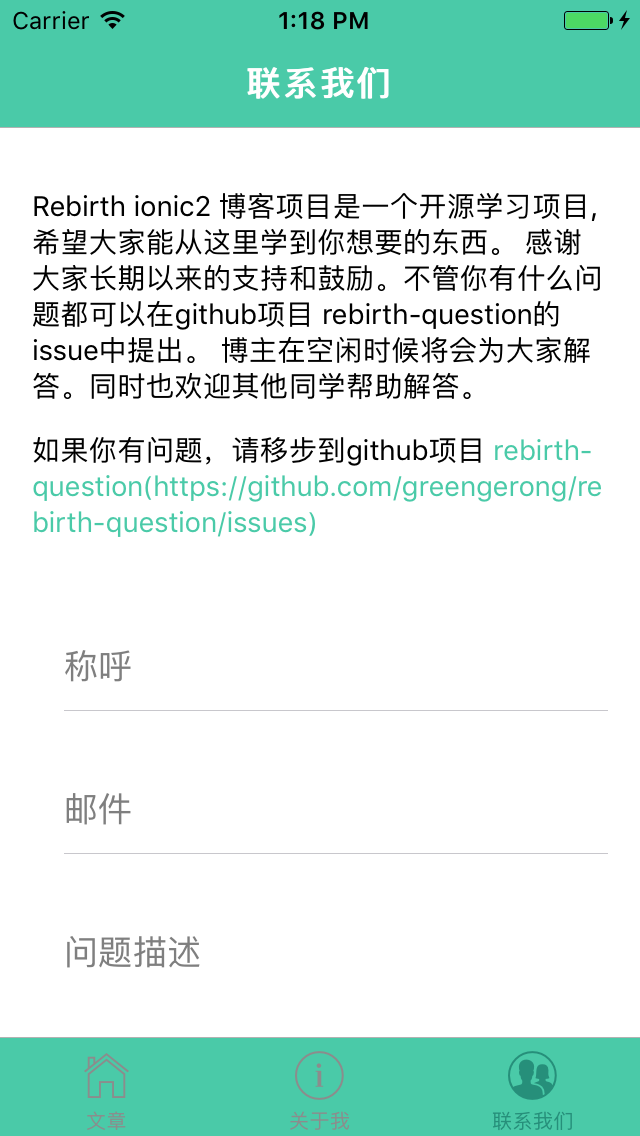 Carrier 1:18 PM
联系我们
Rebirth ionic2 博客项目是一个开源学习项目,
希望大家能从这里学到你想要的东西。 感谢
大家长期以来的支持和鼓励。不管你有什么问
题都可以在github项目 rebirth-question的
issue中提出。 博主在空闲时候将会为大家解
答。同时也欢迎其他同学帮助解答。
如果你有问题，请移步到github项目 rebirth-
question(https://github.com/greengerong/re
birth-question/issues)
称呼
邮件
问题描述
文章 关于我 联系我们